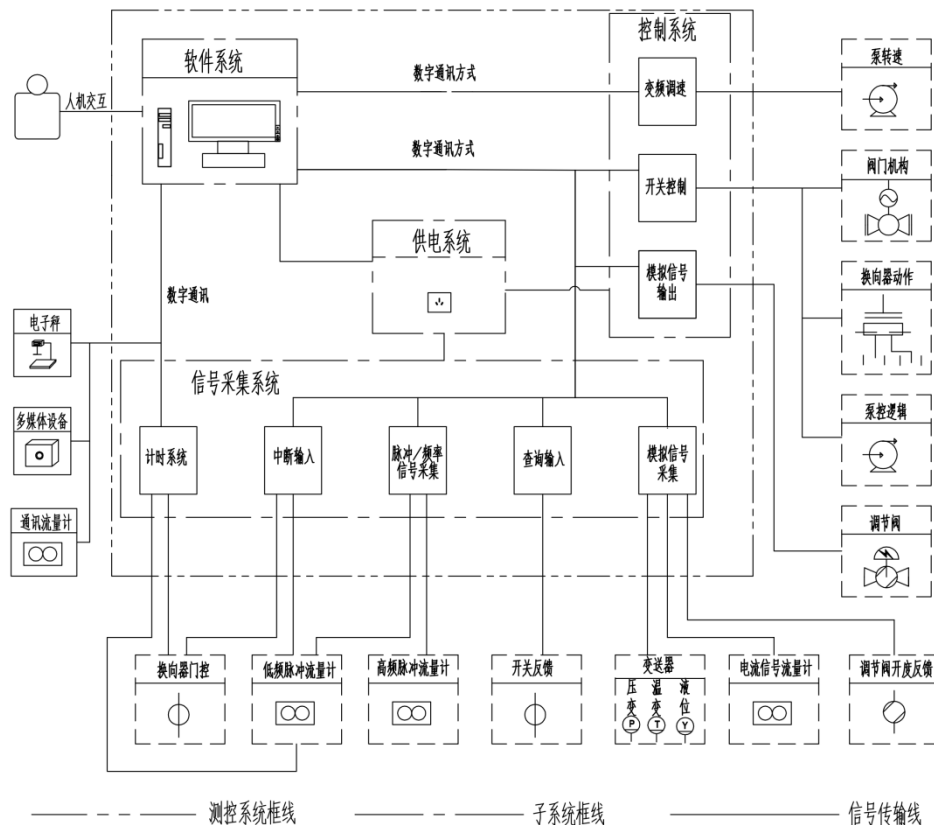 控制系统
软件系统
数字通讯方式
变频调速
泵转速
人机交互
数字通讯方式
开关控制
阀门机构
供电系统
模拟信号
输出
换向器动作
数字通讯
电子秤
信号采集系统
多媒体设备
计时系统
中断输入
脉冲/频率
信号采集
查询输入
模拟信号
采集
泵控逻辑
通讯流量计
调节阀
换向器门控
低频脉冲流量计
高频脉冲流量计
开关反馈
变送器
压变
温变
液位
P
T
Y
电流信号流量计
调节阀开度反馈
测控系统框线
子系统框线
信号传输线